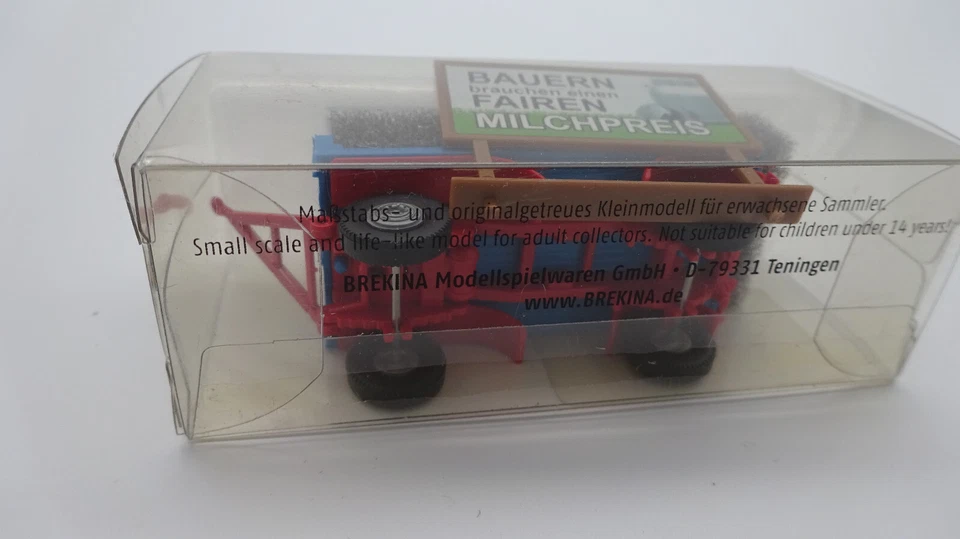 BAUERN
brauchen einen
FAIREN
MILCHPREIS
Maßstabs- und originalgetreues Kleinmodell für erwachsene Sammler.
Small scale and life-like model for adult collectors. Not suitable for children under 14 years!
BREKINA Modellspielwaren GmbH • D-79331 Teningen
www.BREKINA.de